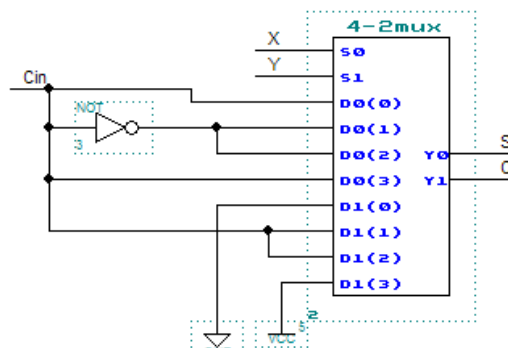 4-2mux
X
S0
Y
S1
Cin
D0(0)
NOT
D0(1)
3
D0(2)
Y0
S
D0(3)
Y1
D1(0)
D1(1)
D1(2)
D1(3)
2
5
VCC